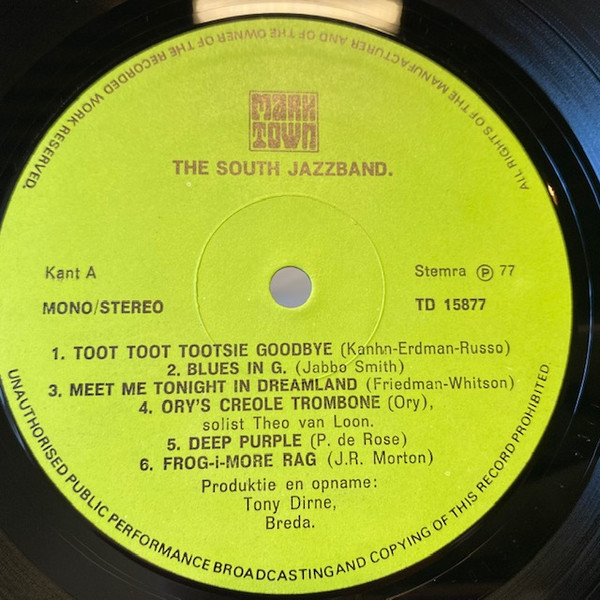 ALL RIGHTS OF THE MANUFACTURER AND OF THE OWNER OF THE RECORDED WORK RESERVED.
MARK
TOWN
THE SOUTH JAZZBAND.
Kant A
Stemra Ⓟ 77
MONO/STEREO
TD 15877
1. TOOT TOOT TOOTSIE GOODBYE (Kanhn-Erdman-Russo)
2. BLUES IN G. (Jabbo Smith)
3. MEET ME TONIGHT IN DREAMLAND (Friedman-Whitson)
4. ORY'S CREOLE TROMBONE (Ory),
solist Theo van Loon.
5. DEEP PURPLE (P. de Rose)
6. FROG-i-MORE RAG (J.R. Morton)
Produktie en opname:
Tony Dirne,
Breda.
UNAUTHORISED PUBLIC PERFORMANCE BROADCASTING AND COPYING OF THIS RECORD PROHIBITED